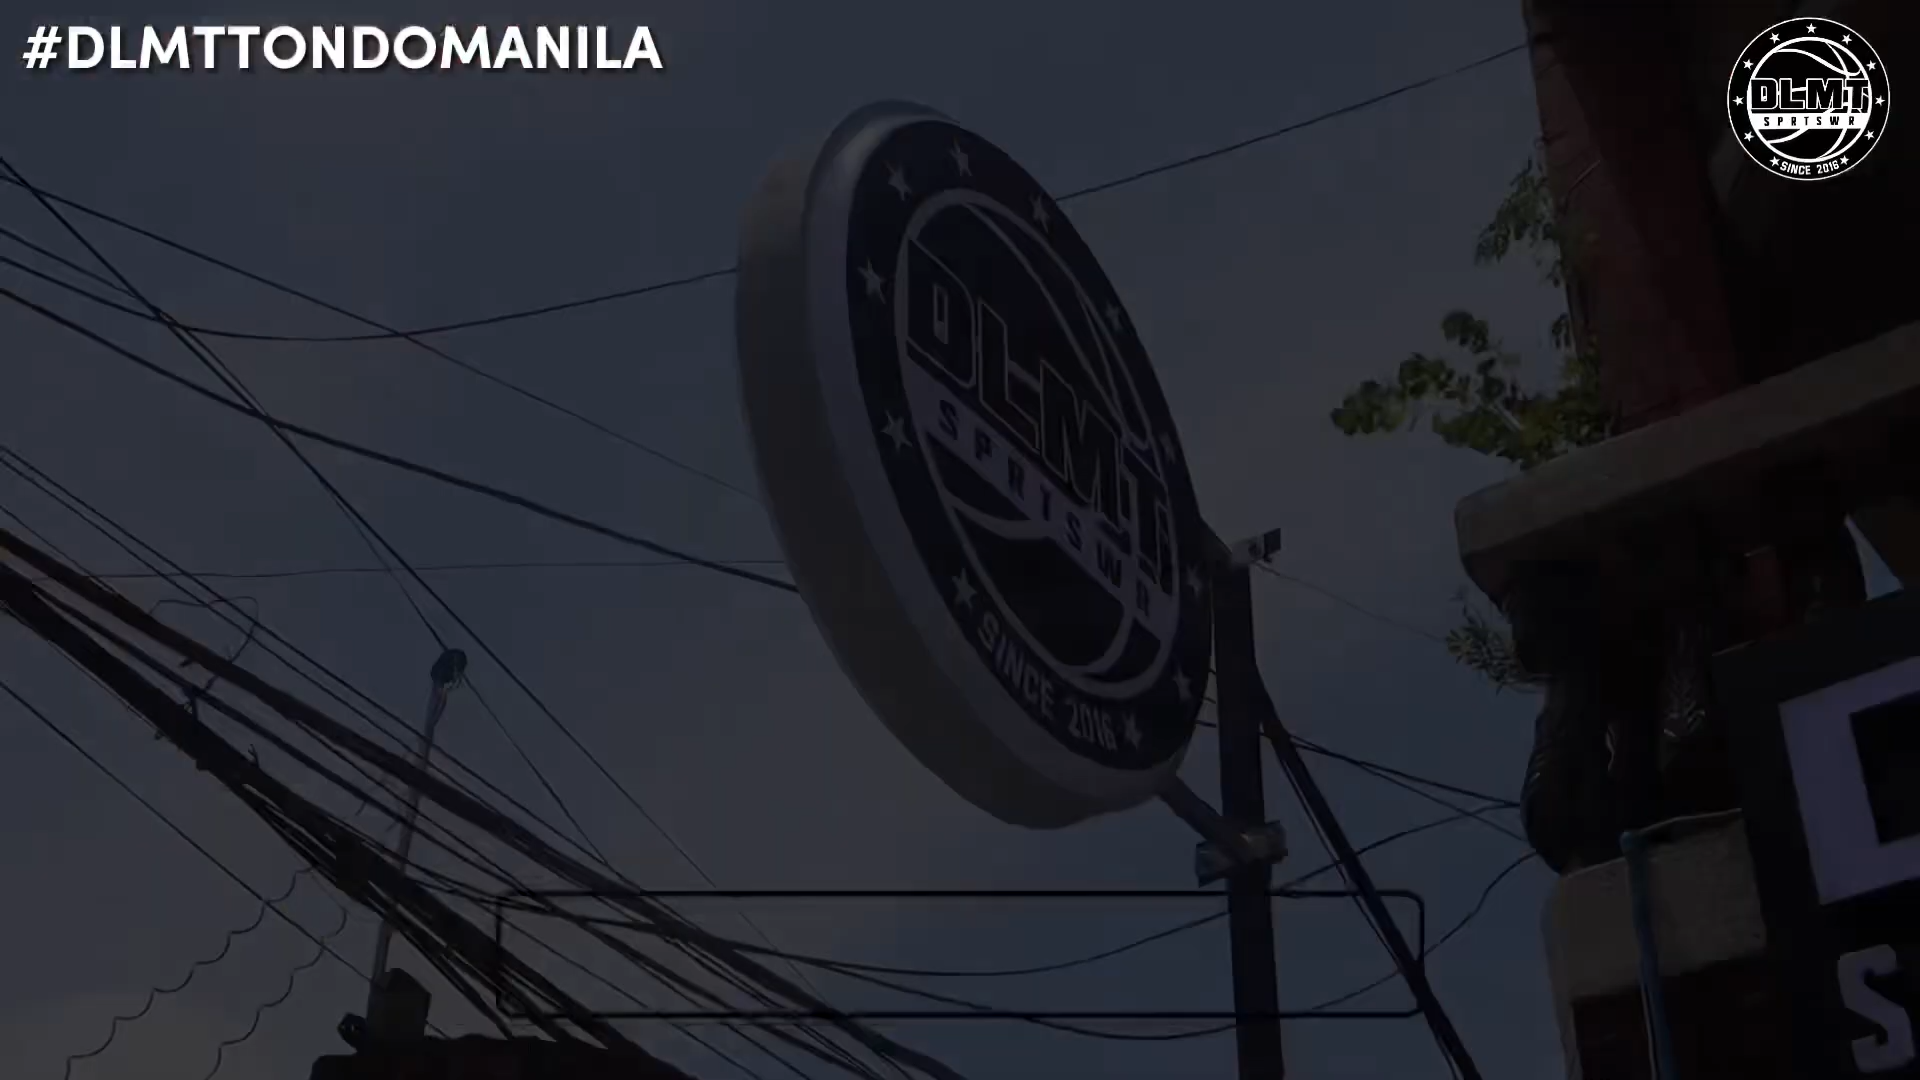 #DLMTTONDOMANILA
DLMT
SPRTSWR
SINCE 2016
DLMT
SPRTSWR
SINCE 2016
S